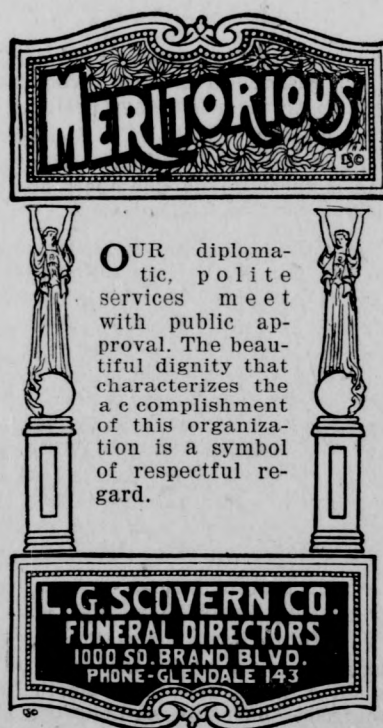 MERITORIOUS
OUR diploma-
tic, polite
services meet
with public ap-
proval. The beau-
tiful dignity that
characterizes the
a c complishment
of this organiza-
tion is a symbol
of respectful re-
gard.
L.G. SCOVERN CO.
FUNERAL DIRECTORS
1000 SO. BRAND BLVD.
PHONE-GLENDALE 143